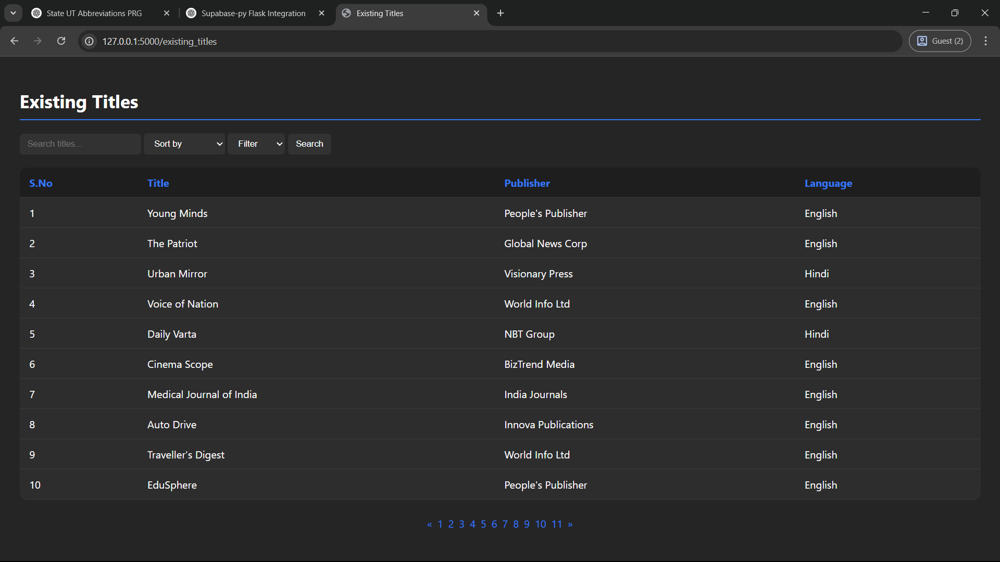 State UT Abbreviations PRG
Supabase-py Flask Integration
Existing Titles
127.0.0.1:5000/existing_titles
Guest (2)
Existing Titles
Search titles... Sort by Filter Search
S.No Title Publisher Language
1 Young Minds People's Publisher English
2 The Patriot Global News Corp English
3 Urban Mirror Visionary Press Hindi
4 Voice of Nation World Info Ltd English
5 Daily Varta NBT Group Hindi
6 Cinema Scope BizTrend Media English
7 Medical Journal of India India Journals English
8 Auto Drive Innova Publications English
9 Traveller's Digest World Info Ltd English
10 EduSphere People's Publisher English
« 1 2 3 4 5 6 7 8 9 10 11 »